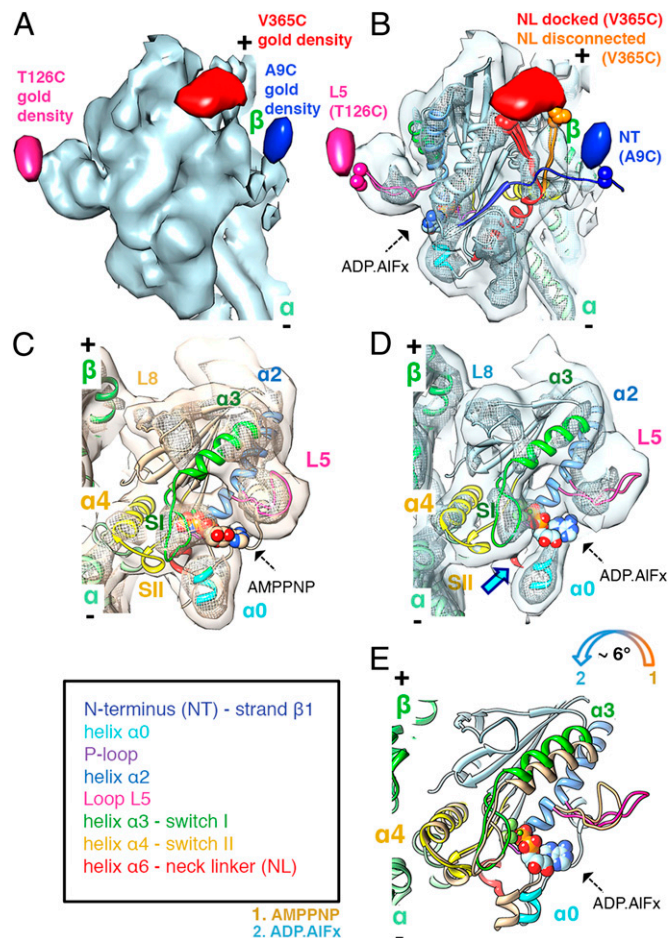 A
V365C
gold density
+
T126C
gold
density
A9C
gold
density
β
α
-
B
NL docked (V365C)
NL disconnected
(V365C)
+
L5
(T126C)
β
NT
(A9C)
ADP.AlFx
α
-
C
+
β
L8
α3
α2
L5
α4
SI
SII
AMPPNP
α
-
α0
D
+
β
L8
α3
α2
L5
α4
SI
SII
ADP.AlFx
α
-
α0
E
~ 6°
2
1
+
β
α3
α4
ADP.AlFx
α
-
α0
N-terminus (NT) - strand β1
helix α0
P-loop
helix α2
Loop L5
helix α3 - switch I
helix α4 - switch II
helix α6 - neck linker (NL)
1. AMPPNP
2. ADP.AlFx